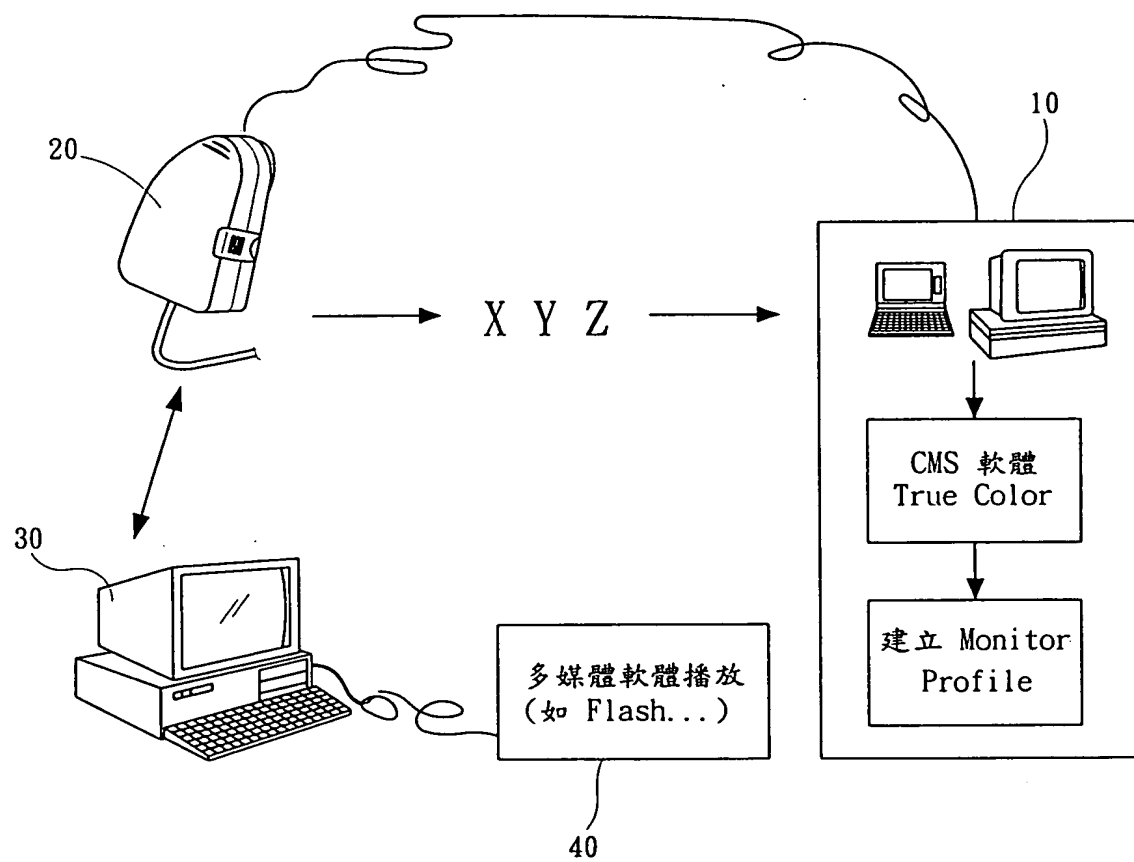 10
20
X Y Z
CMS 軟體
True Color
30
建立 Monitor
Profile
多媒體軟體播放
(如 Flash...)
40